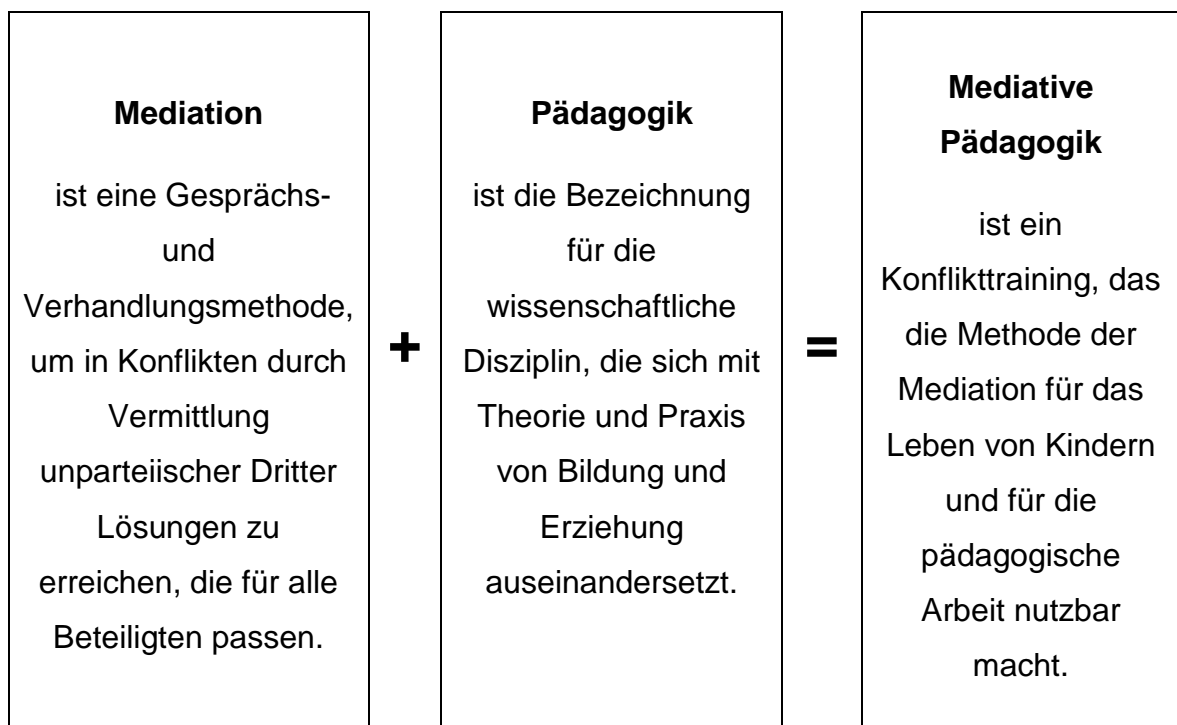 Mediation
ist eine Gesprächs-
und
Verhandlungsmethode,
um in Konflikten durch
Vermittlung
unparteiischer Dritter
Lösungen zu
erreichen, die für alle
Beteiligten passen.
+
Pädagogik
ist die Bezeichnung
für die
wissenschaftliche
Disziplin, die sich mit
Theorie und Praxis
von Bildung und
Erziehung
auseinandersetzt.
=
Mediative
Pädagogik
ist ein
Konflikttraining, das
die Methode der
Mediation für das
Leben von Kindern
und für die
pädagogische
Arbeit nutzbar
macht.